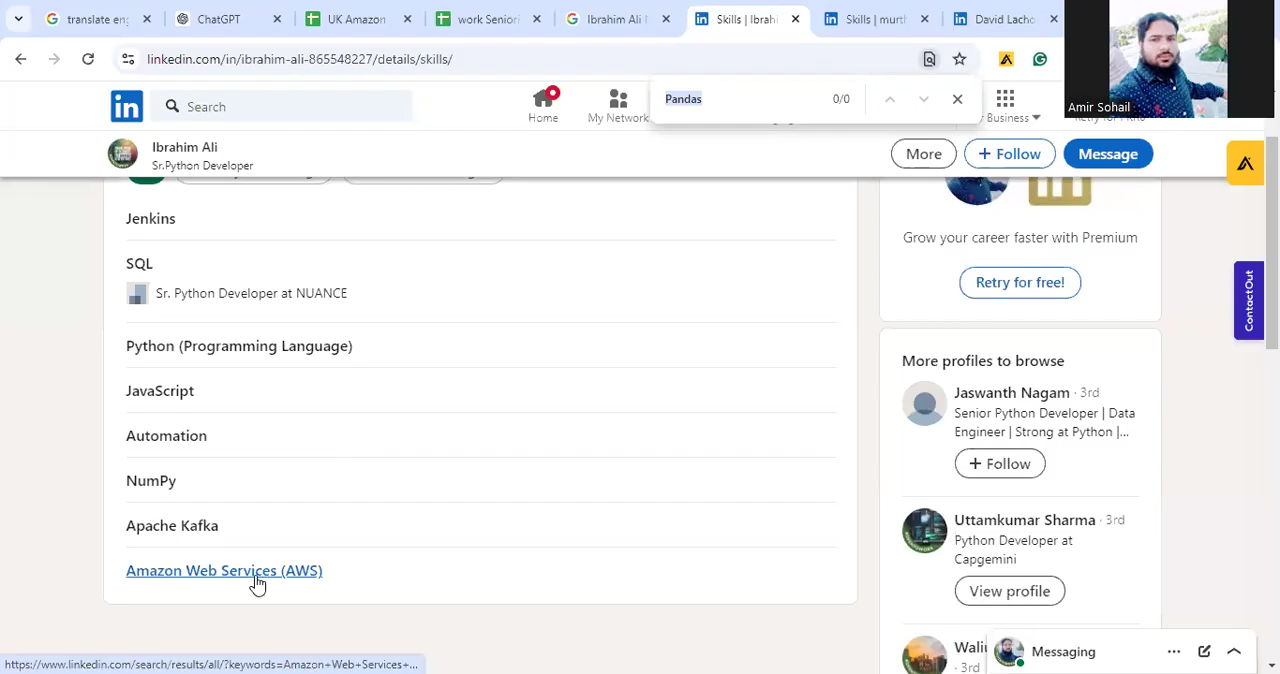 translate en
ChatGPT
UK Amazon
work Seniori
Ibrahim Ali
Skills | Ibrahi
Skills | murth
David Lacho
linkedin.com/in/ibrahim-ali-865548227/details/skills/
Amir Sohail
in
Search
Home
My Network
Pandas
0/0
Business
Ibrahim Ali
Sr.Python Developer
More
+ Follow
Message
Jenkins
SQL
Sr. Python Developer at NUANCE
Python (Programming Language)
JavaScript
Automation
NumPy
Apache Kafka
Amazon Web Services (AWS)
Grow your career faster with Premium
Retry for free!
ContactOut
More profiles to browse
Jaswanth Nagam · 3rd
Senior Python Developer | Data
Engineer | Strong at Python |...
+ Follow
Uttamkumar Sharma · 3rd
Python Developer at
Capgemini
View profile
· 3rd
Messaging
https://www.linkedin.com/search/results/all/?keywords=Amazon+Web+Services+...